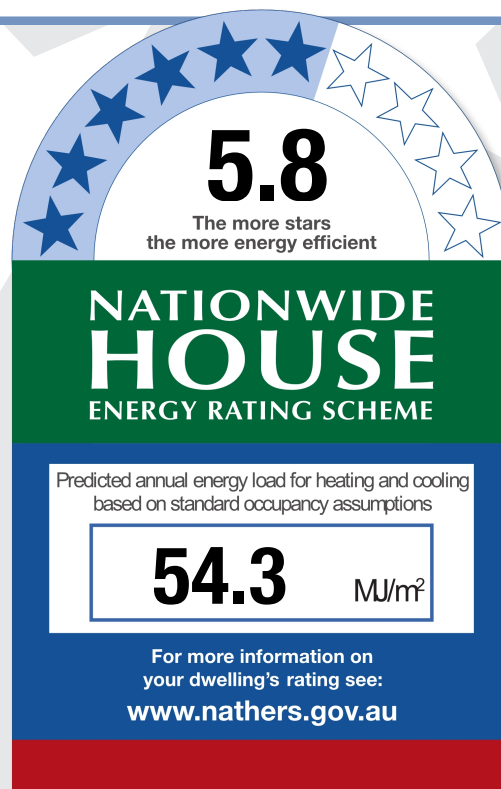 5.8
The more stars
the more energy efficient
NATIONWIDE
HOUSE
ENERGY RATING SCHEME
Predicted annual energy load for heating and cooling
based on standard occupancy assumptions
54.3 MJ/m²
For more information on
your dwelling's rating see:
www.nathers.gov.au